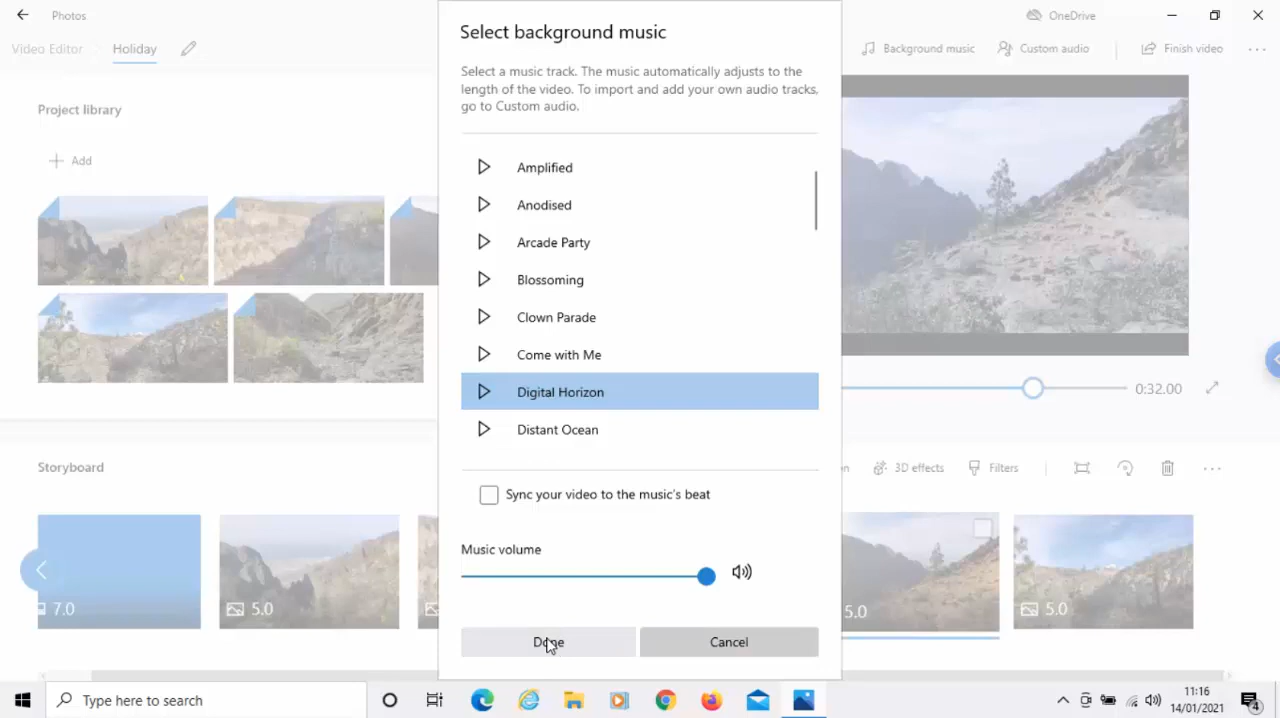 Photos
OneDrive
Video Editor
Holiday
Background music
Custom audio
Finish video
Project library
Add
Select background music
Select a music track. The music automatically adjusts to the
length of the video. To import and add your own audio tracks,
go to Custom audio.
Amplified
Anodised
Arcade Party
Blossoming
Clown Parade
Come with Me
Digital Horizon
Distant Ocean
Sync your video to the music's beat
Music volume
Done
Cancel
0:32.00
Storyboard
3D effects
Filters
7.0
5.0
5.0
5.0
Type here to search
11:16
14/01/2021
4